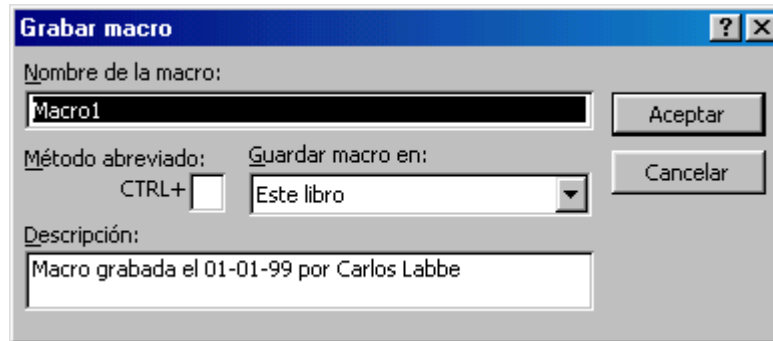 Grabar macro
Nombre de la macro:
Macro1
Aceptar
Método abreviado:
Guardar macro en:
CTRL+
Este libro
Cancelar
Descripción:
Macro grabada el 01-01-99 por Carlos Labbe